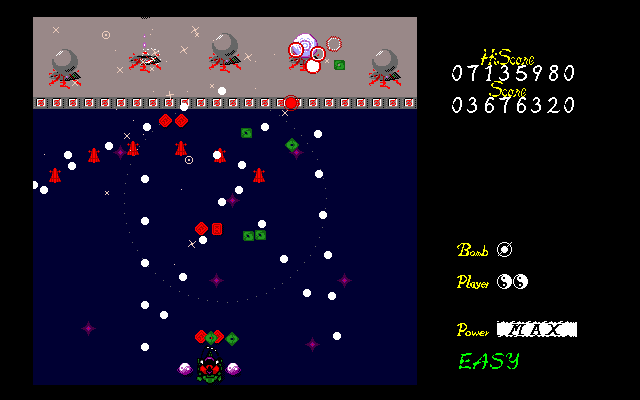 HiScore
07135980
Score
03676320
Bomb
Player
Power MAX
EASY